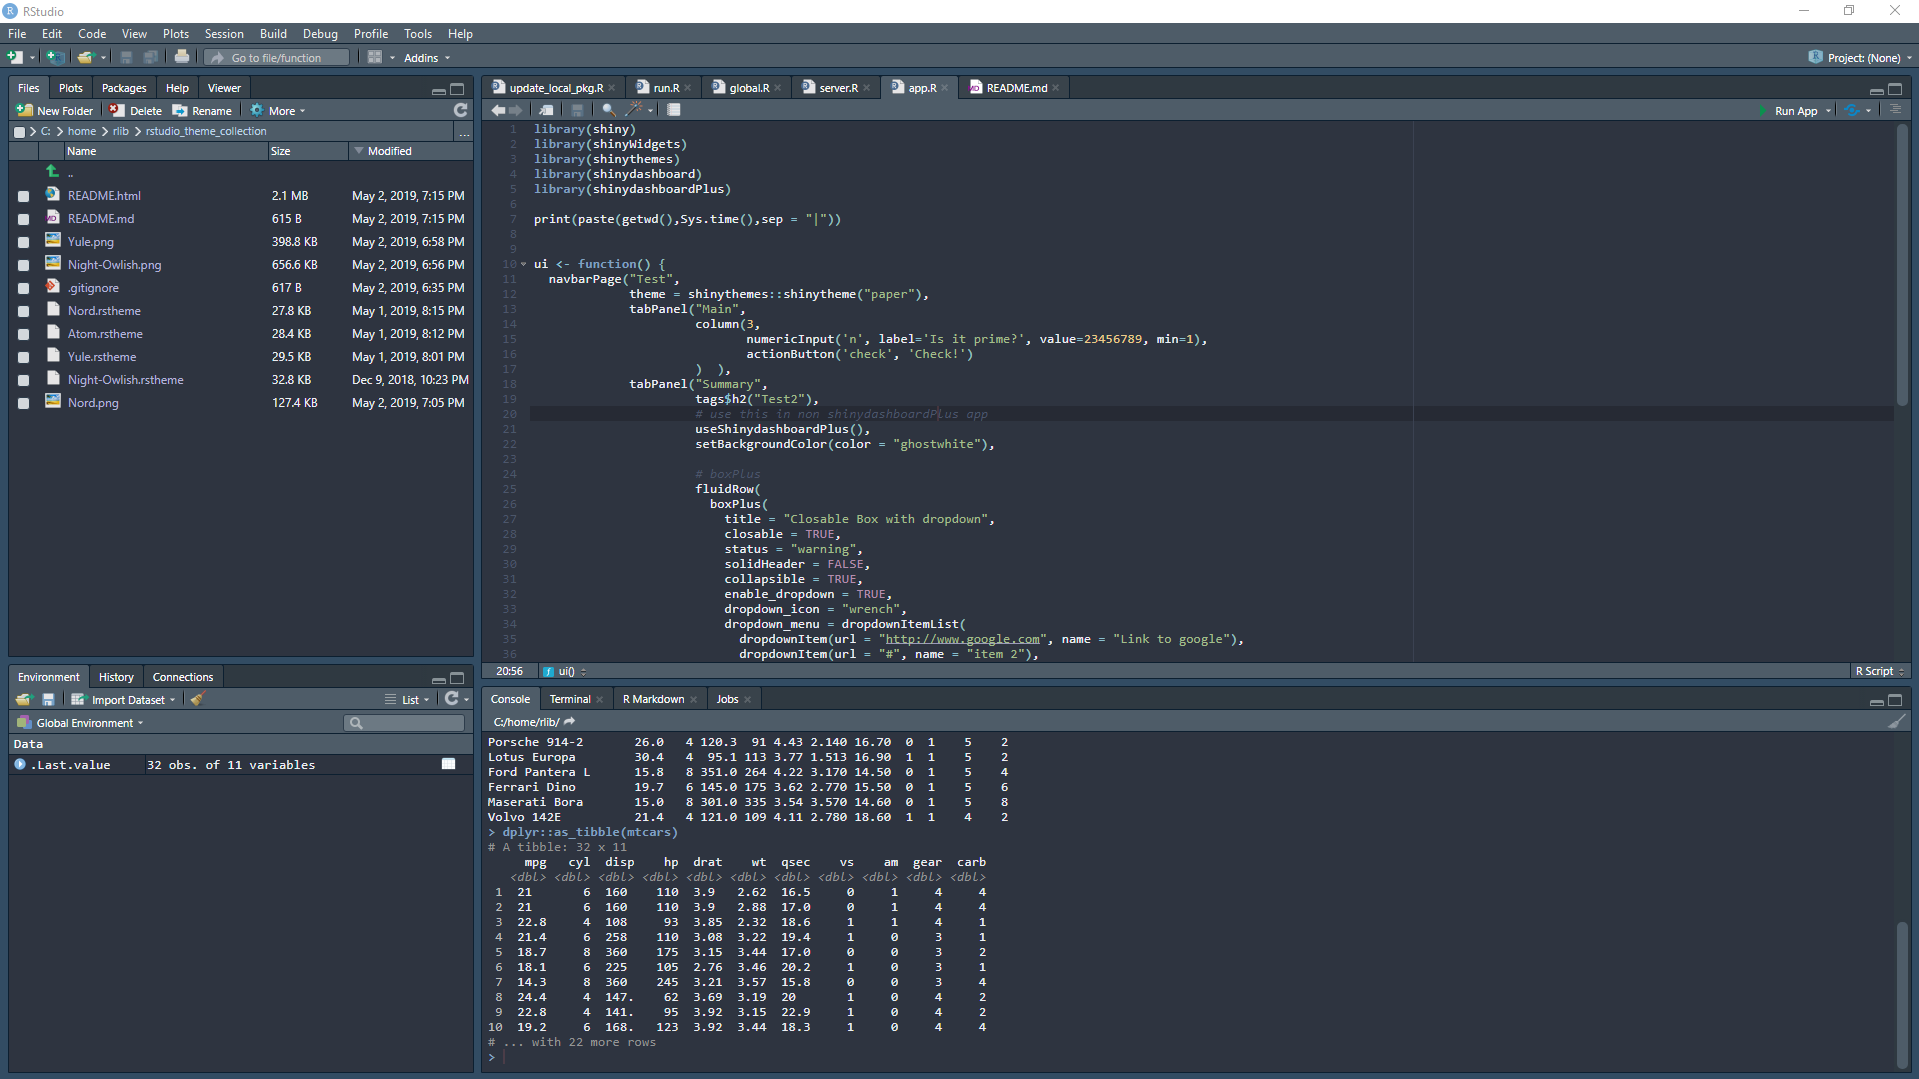 RStudio
File Edit Code View Plots Session Build Debug Profile Tools Help
Go to file/function Addins Project: (None)
Files Plots Packages Help Viewer
New Folder Delete Rename More
C: home rlib rstudio_theme_collection ...
Name Size Modified
..
README.html 2.1 MB May 2, 2019, 7:15 PM
README.md 615 B May 2, 2019, 7:15 PM
Yule.png 398.8 KB May 2, 2019, 6:58 PM
Night-Owlish.png 656.6 KB May 2, 2019, 6:56 PM
.gitignore 617 B May 2, 2019, 6:35 PM
Nord.rstheme 27.8 KB May 1, 2019, 8:15 PM
Atom.rstheme 28.4 KB May 1, 2019, 8:12 PM
Yule.rstheme 29.5 KB May 1, 2019, 8:01 PM
Night-Owlish.rstheme 32.8 KB Dec 9, 2018, 10:23 PM
Nord.png 127.4 KB May 2, 2019, 7:05 PM
Environment History Connections
Import Dataset List
Global Environment
Data
.Last.value 32 obs. of 11 variables
update_local_pkg.R run.R global.R server.R app.R README.md
Run App
1 library(shiny)
2 library(shinyWidgets)
3 library(shinythemes)
4 library(shinydashboard)
5 library(shinydashboardPlus)
6
7 print(paste(getwd(),Sys.time(),sep = "|"))
8
9
10 ui <- function() {
11 navbarPage("Test",
12 theme = shinythemes::shinytheme("paper"),
13 tabPanel("Main",
14 column(3,
15 numericInput('n', label='Is it prime?', value=23456789, min=1),
16 actionButton('check', 'Check!')
17 ) ),
18 tabPanel("Summary",
19 tags$h2("Test2"),
20 # use this in non shinydashboardPlus app
21 useShinydashboardPlus(),
22 setBackgroundColor(color = "ghostwhite"),
23
24 # boxPlus
25 fluidRow(
26 boxPlus(
27 title = "Closable Box with dropdown",
28 closable = TRUE,
29 status = "warning",
30 solidHeader = FALSE,
31 collapsible = TRUE,
32 enable_dropdown = TRUE,
33 dropdown_icon = "wrench",
34 dropdown_menu = dropdownItemList(
35 dropdownItem(url = "http://www.google.com", name = "Link to google"),
36 dropdownItem(url = "#", name = "item 2"),
20:56 ui() R Script
Console Terminal R Markdown Jobs
C:/home/rlib/
Porsche 914-2 26.0 4 120.3 91 4.43 2.140 16.70 0 1 5 2
Lotus Europa 30.4 4 95.1 113 3.77 1.513 16.90 1 1 5 2
Ford Pantera L 15.8 8 351.0 264 4.22 3.170 14.50 0 1 5 4
Ferrari Dino 19.7 6 145.0 175 3.62 2.770 15.50 0 1 5 6
Maserati Bora 15.0 8 301.0 335 3.54 3.570 14.60 0 1 5 8
Volvo 142E 21.4 4 121.0 109 4.11 2.780 18.60 1 1 4 2
> dplyr::as_tibble(mtcars)
# A tibble: 32 x 11
mpg cyl disp hp drat wt qsec vs am gear carb
<dbl> <dbl> <dbl> <dbl> <dbl> <dbl> <dbl> <dbl> <dbl> <dbl> <dbl>
1 21 6 160 110 3.9 2.62 16.5 0 1 4 4
2 21 6 160 110 3.9 2.88 17.0 0 1 4 4
3 22.8 4 108 93 3.85 2.32 18.6 1 1 4 1
4 21.4 6 258 110 3.08 3.22 19.4 1 0 3 1
5 18.7 8 360 175 3.15 3.44 17.0 0 0 3 2
6 18.1 6 225 105 2.76 3.46 20.2 1 0 3 1
7 14.3 8 360 245 3.21 3.57 15.8 0 0 3 4
8 24.4 4 147. 62 3.69 3.19 20 1 0 4 2
9 22.8 4 141. 95 3.92 3.15 22.9 1 0 4 2
10 19.2 6 168. 123 3.92 3.44 18.3 1 0 4 4
# ... with 22 more rows
>